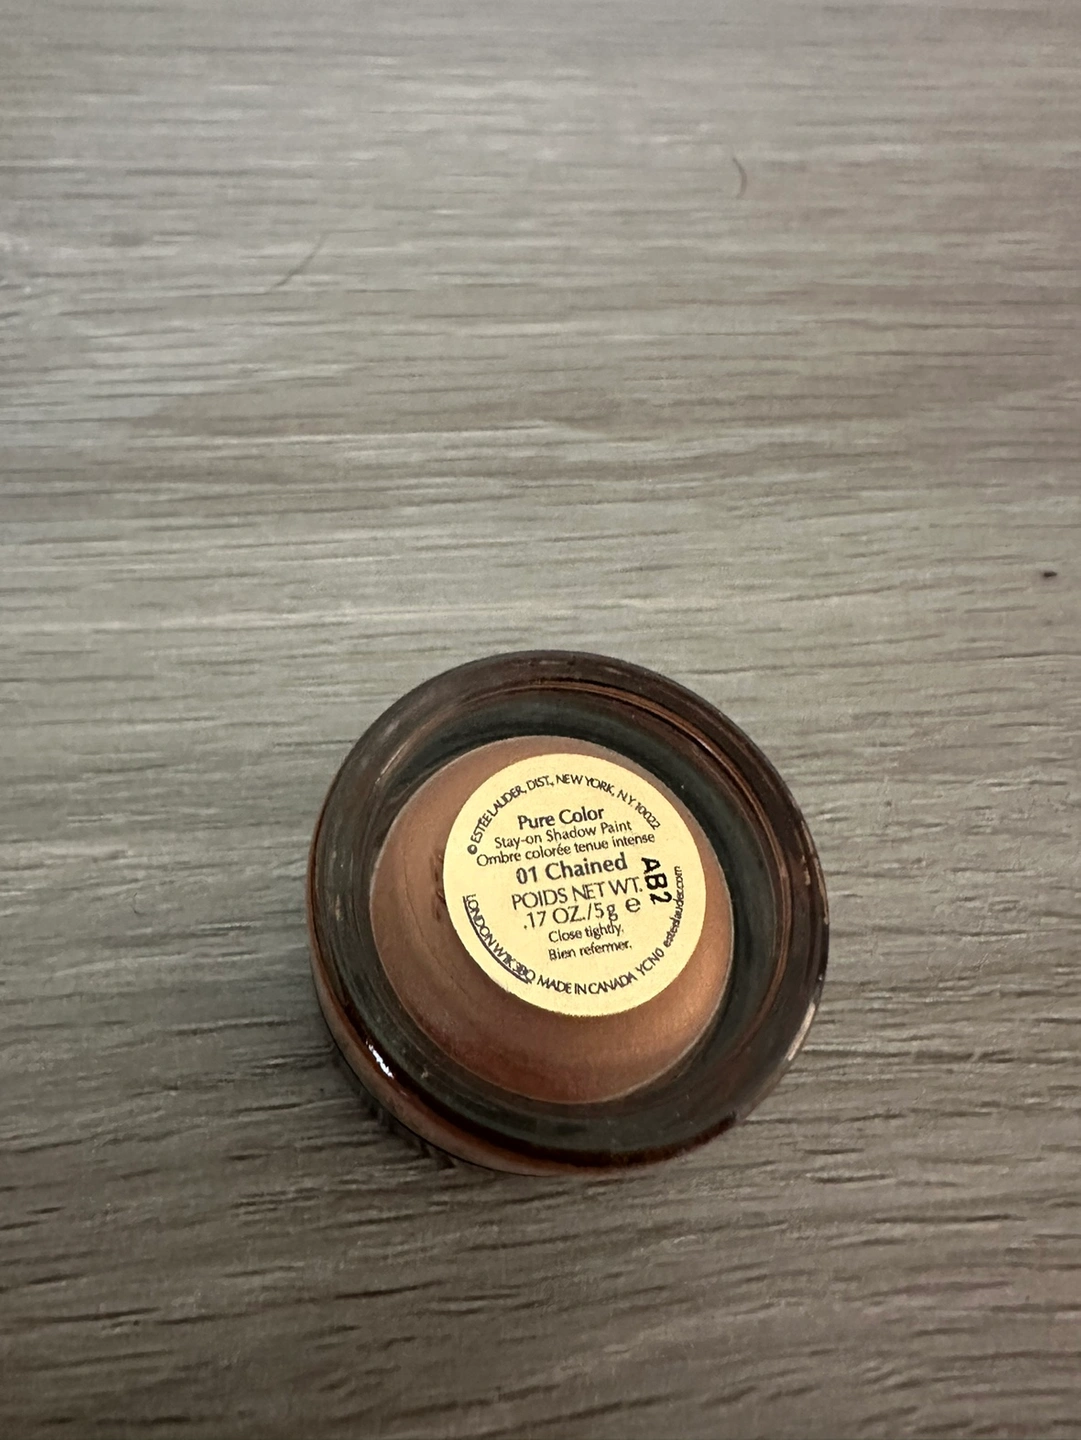 © ESTÉE LAUDER, DIST., NEW YORK, N.Y. 10022
Pure Color
Stay-on Shadow Paint
Ombre colorée tenue intense
01 Chained
POIDS NET WT.
.17 OZ./5g e
Close tightly.
Bien refermer.
AB2
LONDON W1K 3BQ MADE IN CANADA YCN0 esteelauder.com